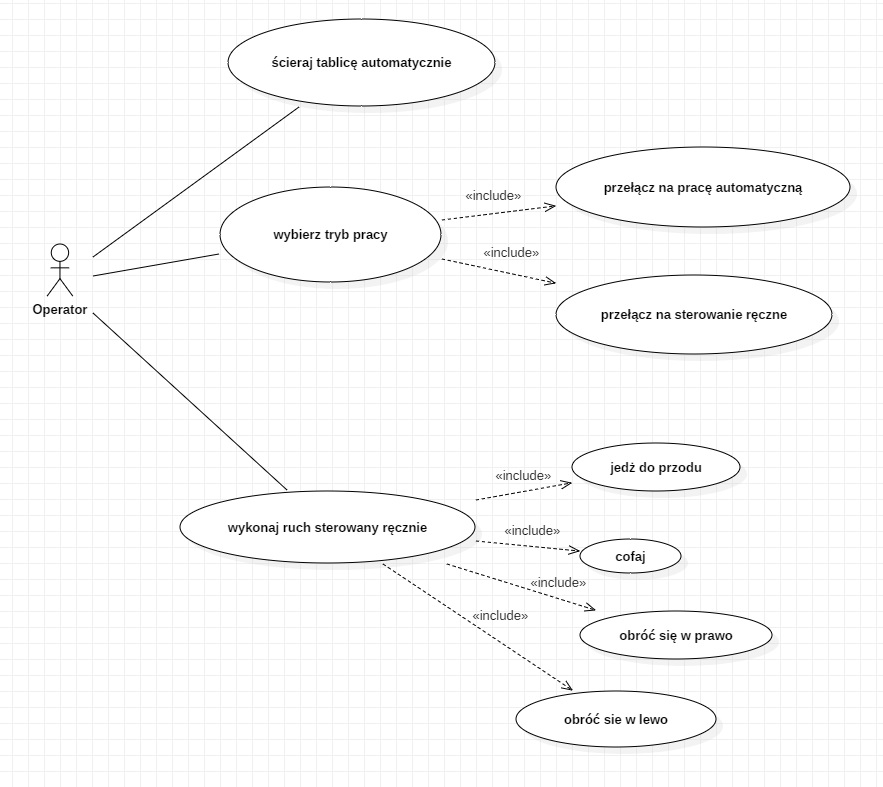 ścieraj tablicę automatycznie
«include»
przełącz na pracę automatyczną
wybierz tryb pracy
«include»
przełącz na sterowanie ręczne
Operator
jedż do przodu
«include»
wykonaj ruch sterowany ręcznie
«include»
cofaj
«include»
«include»
obróć się w prawo
obróć sie w lewo